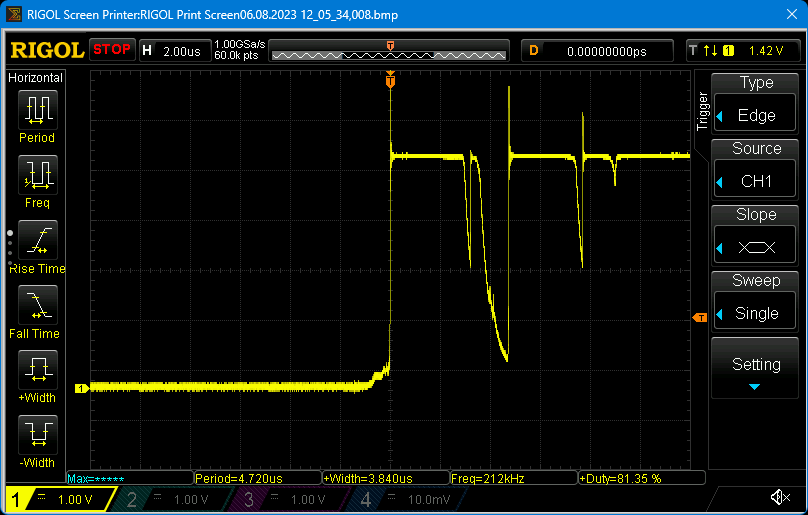 RIGOL Screen Printer:RIGOL Print Screen06.08.2023 12_05_34,008.bmp
RIGOL STOP H 2.00us 1.00GSa/s 60.0k pts T D 0.00000000ps T 1 1.42 V
Horizontal
Period
Freq
Rise Time
Fall Time
+Width
-Width
T
1
T
Trigger
Type
Edge
Source
CH1
Slope
Sweep
Single
Setting
Max=***** Period=4.720us +Width=3.840us Freq=212kHz +Duty=81.35 %
1 = 1.00 V 2 = 1.00 V 3 = 1.00 V 4 = 10.0mV